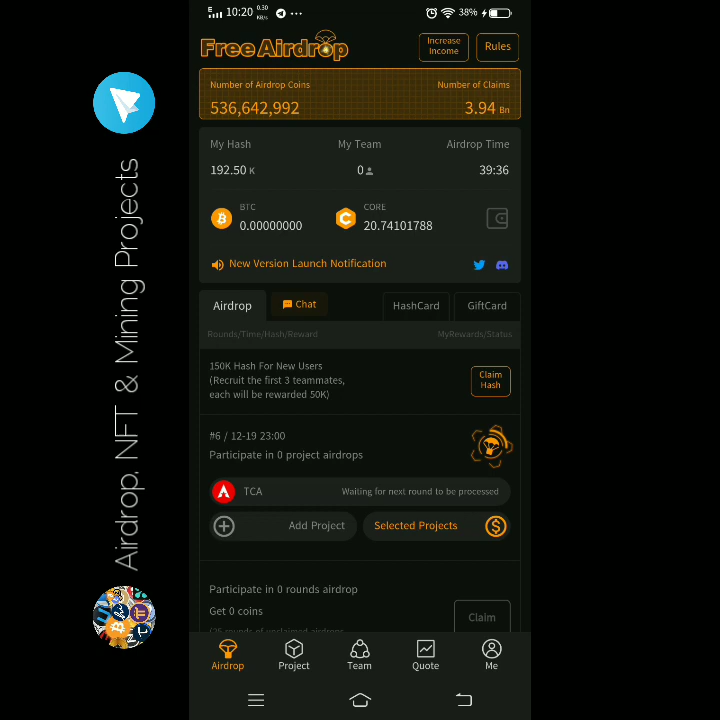 10:20 0.30 KB/s 38%
Free Airdrop
Increase Income
Rules
Number of Airdrop Coins Number of Claims
536,642,992 3.94 Bn
My Hash My Team Airdrop Time
192.50 K 0 39:36
BTC CORE
0.00000000 20.74101788
New Version Launch Notification
Airdrop Chat HashCard GiftCard
Rounds/Time/Hash/Reward MyRewards/Status
150K Hash For New Users
(Recruit the first 3 teammates,
each will be rewarded 50K)
Claim
Hash
#6 / 12-19 23:00
Participate in 0 project airdrops
TCA Waiting for next round to be processed
Add Project Selected Projects
Participate in 0 rounds airdrop
Get 0 coins
Claim
Airdrop Project Team Quote Me
Airdrop, NFT & Mining Projects